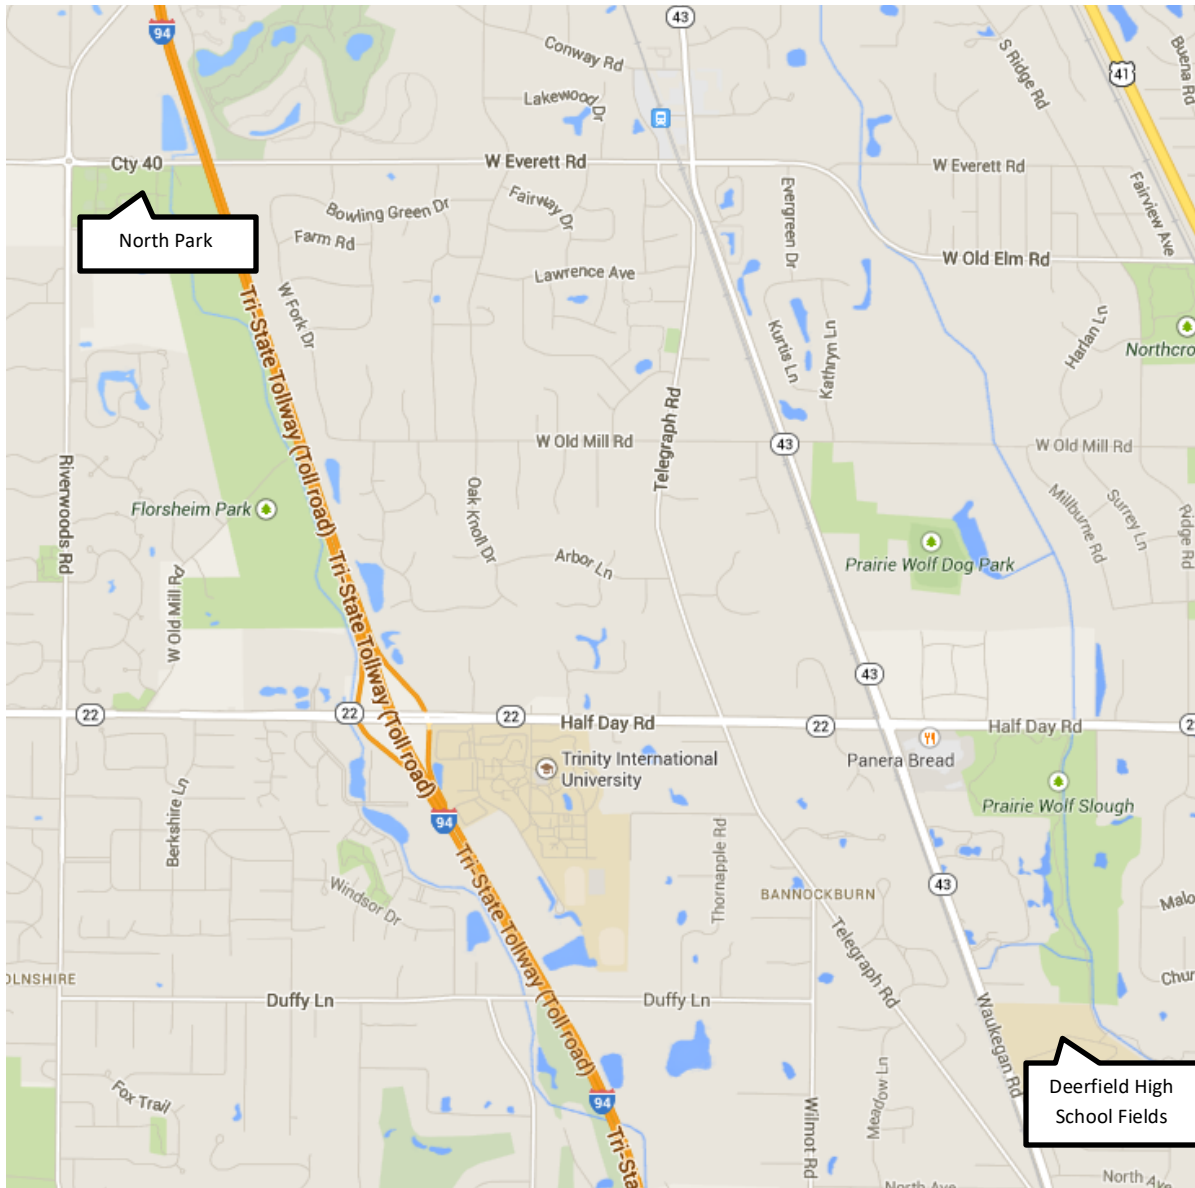 94
43
41
Buena Rd
S Ridge Rd
Conway Rd
Lakewood Dr
Cty 40
W Everett Rd
W Everett Rd
Fairview Ave
North Park
Bowling Green Dr
Fairway Dr
Evergreen Dr
Farm Rd
W Old Elm Rd
Lawrence Ave
W Fork Dr
Tri-State Tollway (Toll road)
Kurtis Ln
Kathryn Ln
Harlan Ln
Northcro
Telegraph Rd
W Old Mill Rd
43
W Old Mill Rd
Riverwoods Rd
Florsheim Park
Oak Knoll Dr
Arbor Ln
Millburne Rd
Surrey Ln
Ridge Rd
Prairie Wolf Dog Park
W Old Mill Rd
Tri-State Tollway (Toll road)
43
22
22
22
Half Day Rd
22
Half Day Rd
22
Panera Bread
Trinity International
University
Prairie Wolf Slough
Berkshire Ln
94
Tri-State Tollway (Toll road)
Windsor Dr
Thornapple Rd
BANNOCKBURN
43
Malo
Telegraph Rd
OLNSHIRE
Duffy Ln
Duffy Ln
Chur
Waukegan Rd
Fox Trail
94
Tri-Sta
Wilmot Rd
Meadow Ln
Deerfield High
School Fields
North Ave
North Av